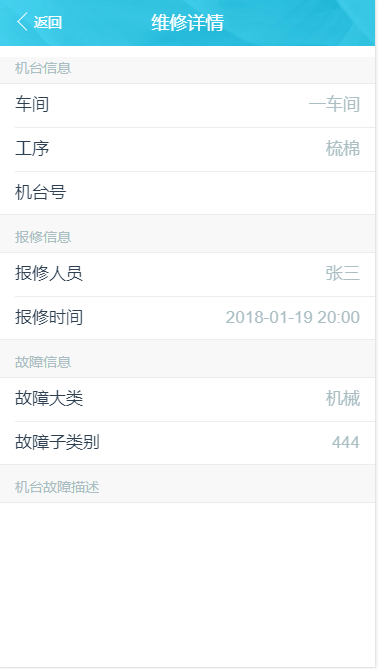 返回 维修详情
机台信息
车间 一车间
工序 梳棉
机台号
报修信息
报修人员 张三
报修时间 2018-01-19 20:00
故障信息
故障大类 机械
故障子类别 444
机台故障描述